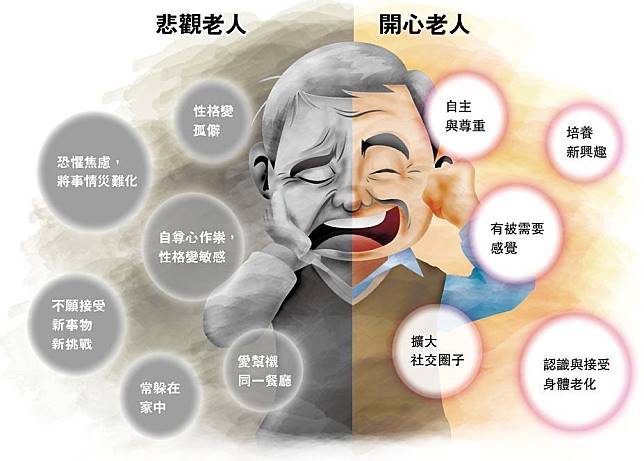 悲觀老人
性格變
孤僻
恐懼焦慮，
將事情災難化
自尊心作祟，
性格變敏感
不願接受
新事物
新挑戰
常躲在
家中
愛幫襯
同一餐廳
開心老人
自主
與尊重
培養
新興趣
有被需要
感覺
擴大
社交圈子
認識與接受
身體老化